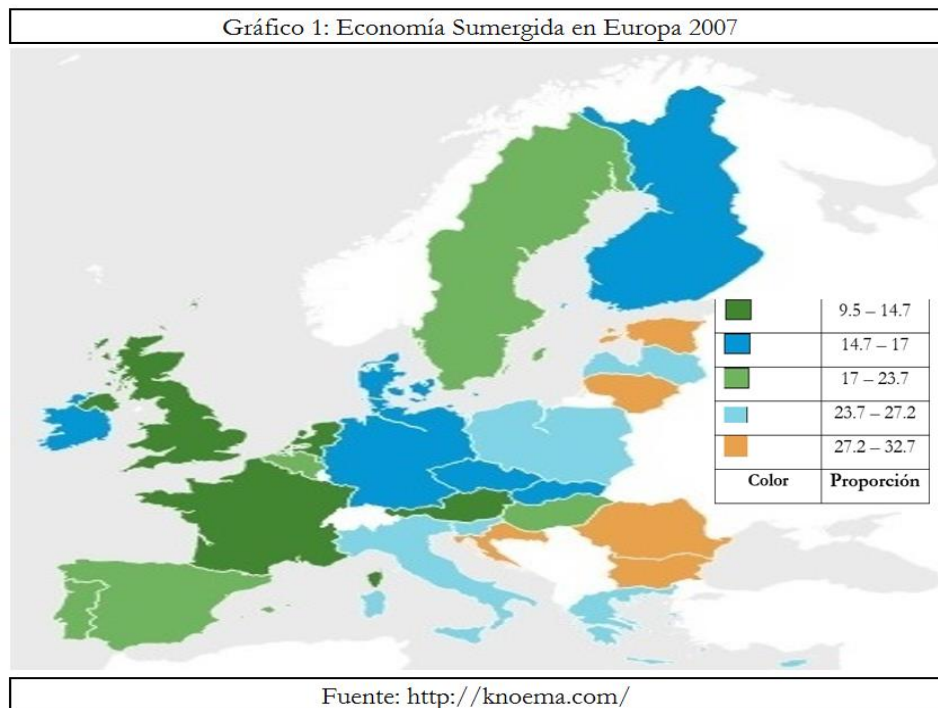 Gráfico 1: Economía Sumergida en Europa 2007
9.5 – 14.7
14.7 – 17
17 – 23.7
23.7 – 27.2
27.2 – 32.7
Color Proporción
Fuente: http://knoema.com/